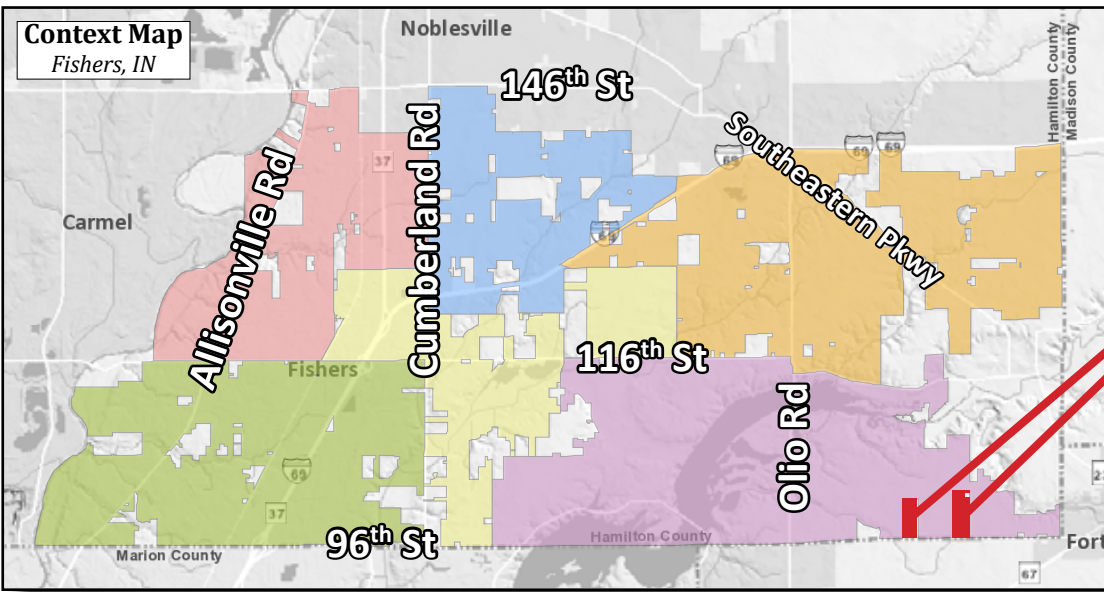 Context Map
Fishers, IN
Noblesville
146th St
Hamilton County
Madison County
Southeastern Pkwy
69
69
69
37
Cumberland Rd
Allisonville Rd
Carmel
116th St
Fishers
Olio Rd
69
37
96th St
Hamilton County
Marion County
Fort
67